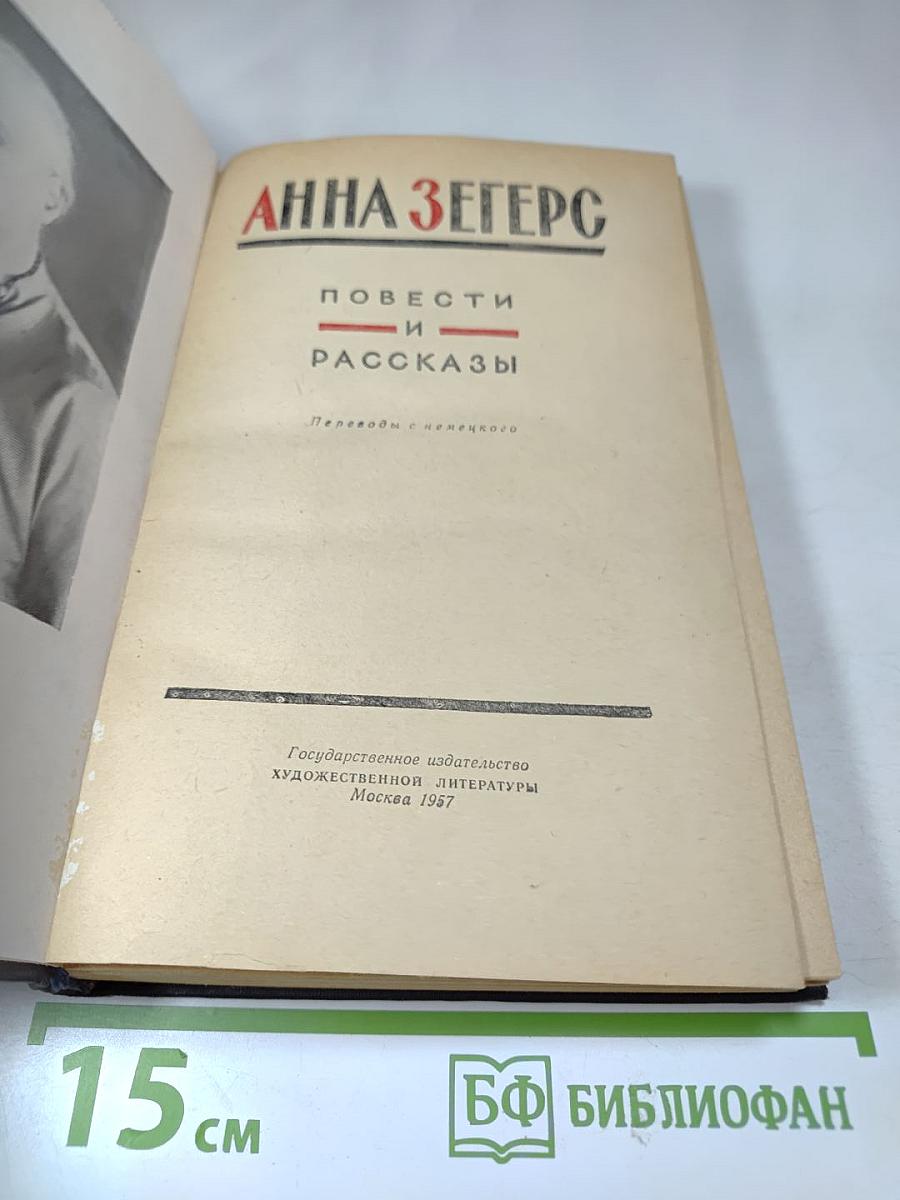 АННА ЗЕГЕРС
ПОВЕСТИ
И
РАССКАЗЫ
Переводы с немецкого
Государственное издательство
ХУДОЖЕСТВЕННОЙ ЛИТЕРАТУРЫ
Москва 1957
15 см
БФ БИБЛИОФАН